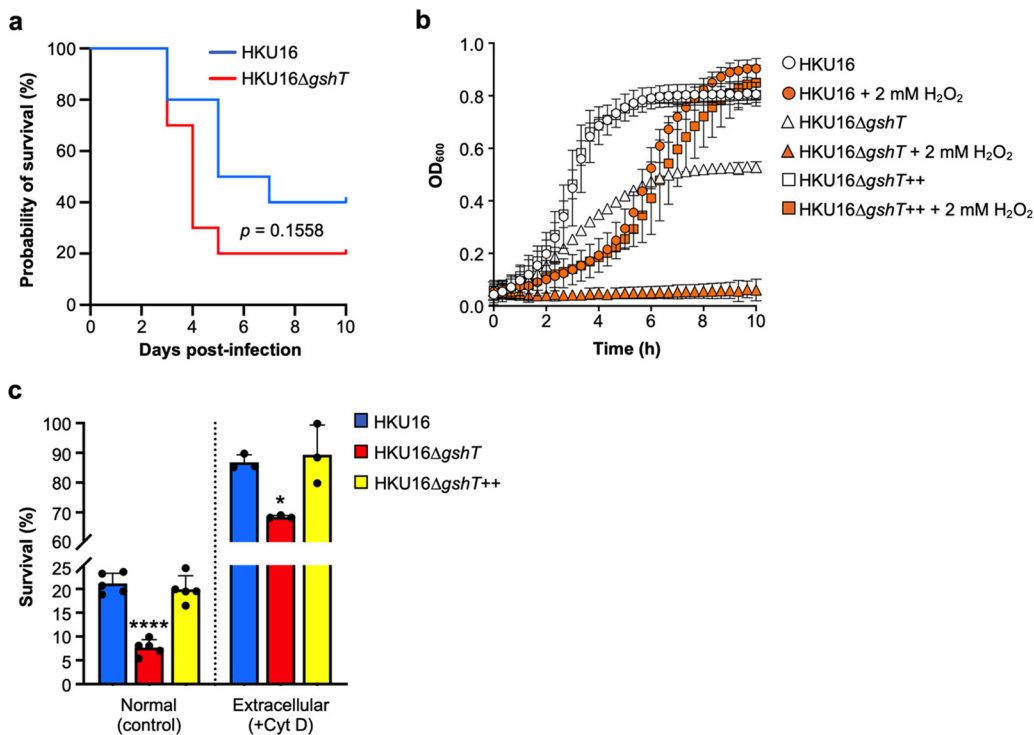 a
100
80
60
40
20
0
Probability of survival (%)
HKU16
HKU16ΔgshT
p = 0.1558
0 2 4 6 8 10
Days post-infection
b
1.0
0.8
0.6
0.4
0.2
0.0
OD600
0 2 4 6 8 10
Time (h)
HKU16
HKU16 + 2 mM H2O2
HKU16ΔgshT
HKU16ΔgshT + 2 mM H2O2
HKU16ΔgshT++
HKU16ΔgshT++ + 2 mM H2O2
c
100
90
80
70
60
25
20
15
10
5
0
Survival (%)
****
*
Normal
(control)
Extracellular
(+Cyt D)
HKU16
HKU16ΔgshT
HKU16ΔgshT++